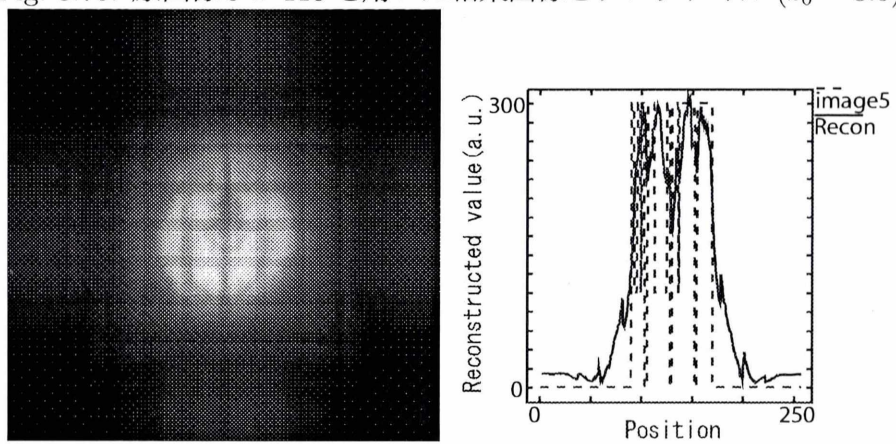 300
0
0
250
Reconstructed value(a.u.)
Position
image5
Recon